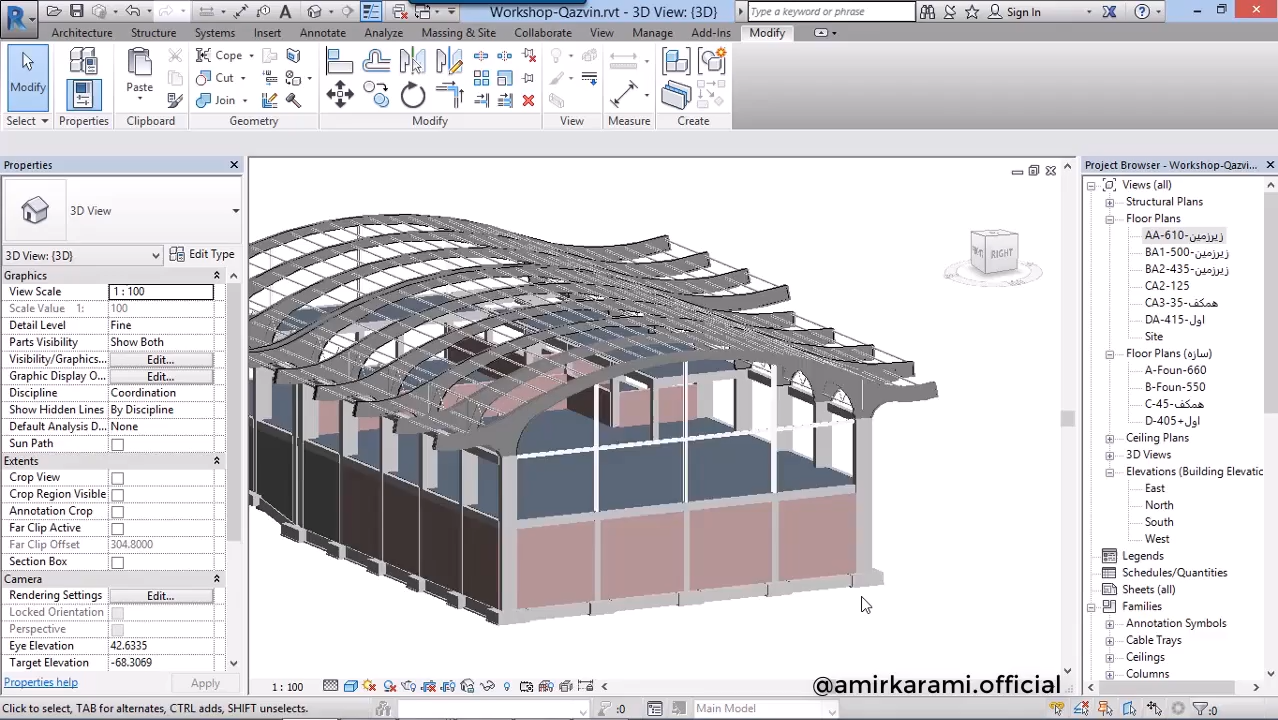 Workshop-Qazvin.rvt - 3D View: {3D}
Type a keyword or phrase
Sign In
Architecture
Structure
Systems
Insert
Annotate
Analyze
Massing & Site
Collaborate
View
Manage
Add-Ins
Modify
Modify
Paste
Cope
Cut
Join
Select
Properties
Clipboard
Geometry
Modify
View
Measure
Create
Properties
3D View
3D View: {3D}
Edit Type
Graphics
View Scale
1 : 100
Scale Value 1:
100
Detail Level
Fine
Parts Visibility
Show Both
Visibility/Graphics...
Edit...
Graphic Display O...
Edit...
Discipline
Coordination
Show Hidden Lines
By Discipline
Default Analysis D...
None
Sun Path
Extents
Crop View
Crop Region Visible
Annotation Crop
Far Clip Active
Far Clip Offset
304.8000
Section Box
Camera
Rendering Settings
Edit...
Locked Orientation
Perspective
Eye Elevation
42.6335
Target Elevation
-68.3069
Properties help
Apply
RIGHT
1 : 100
@amirkarami.official
Project Browser - Workshop-Qazvi...
Views (all)
Structural Plans
Floor Plans
AA-610-زیرزمین
BA1-500-زیرزمین
BA2-435-زیرزمین
CA2-125
CA3-35-همکف
DA-415-اول
Site
Floor Plans (سازه)
A-Foun-660
B-Foun-550
C-45-همکف
D-405+اول
Ceiling Plans
3D Views
Elevations (Building Elevatio
East
North
South
West
Legends
Schedules/Quantities
Sheets (all)
Families
Annotation Symbols
Cable Trays
Ceilings
Columns
Click to select, TAB for alternates, CTRL adds, SHIFT unselects.
:0
Main Model
:0